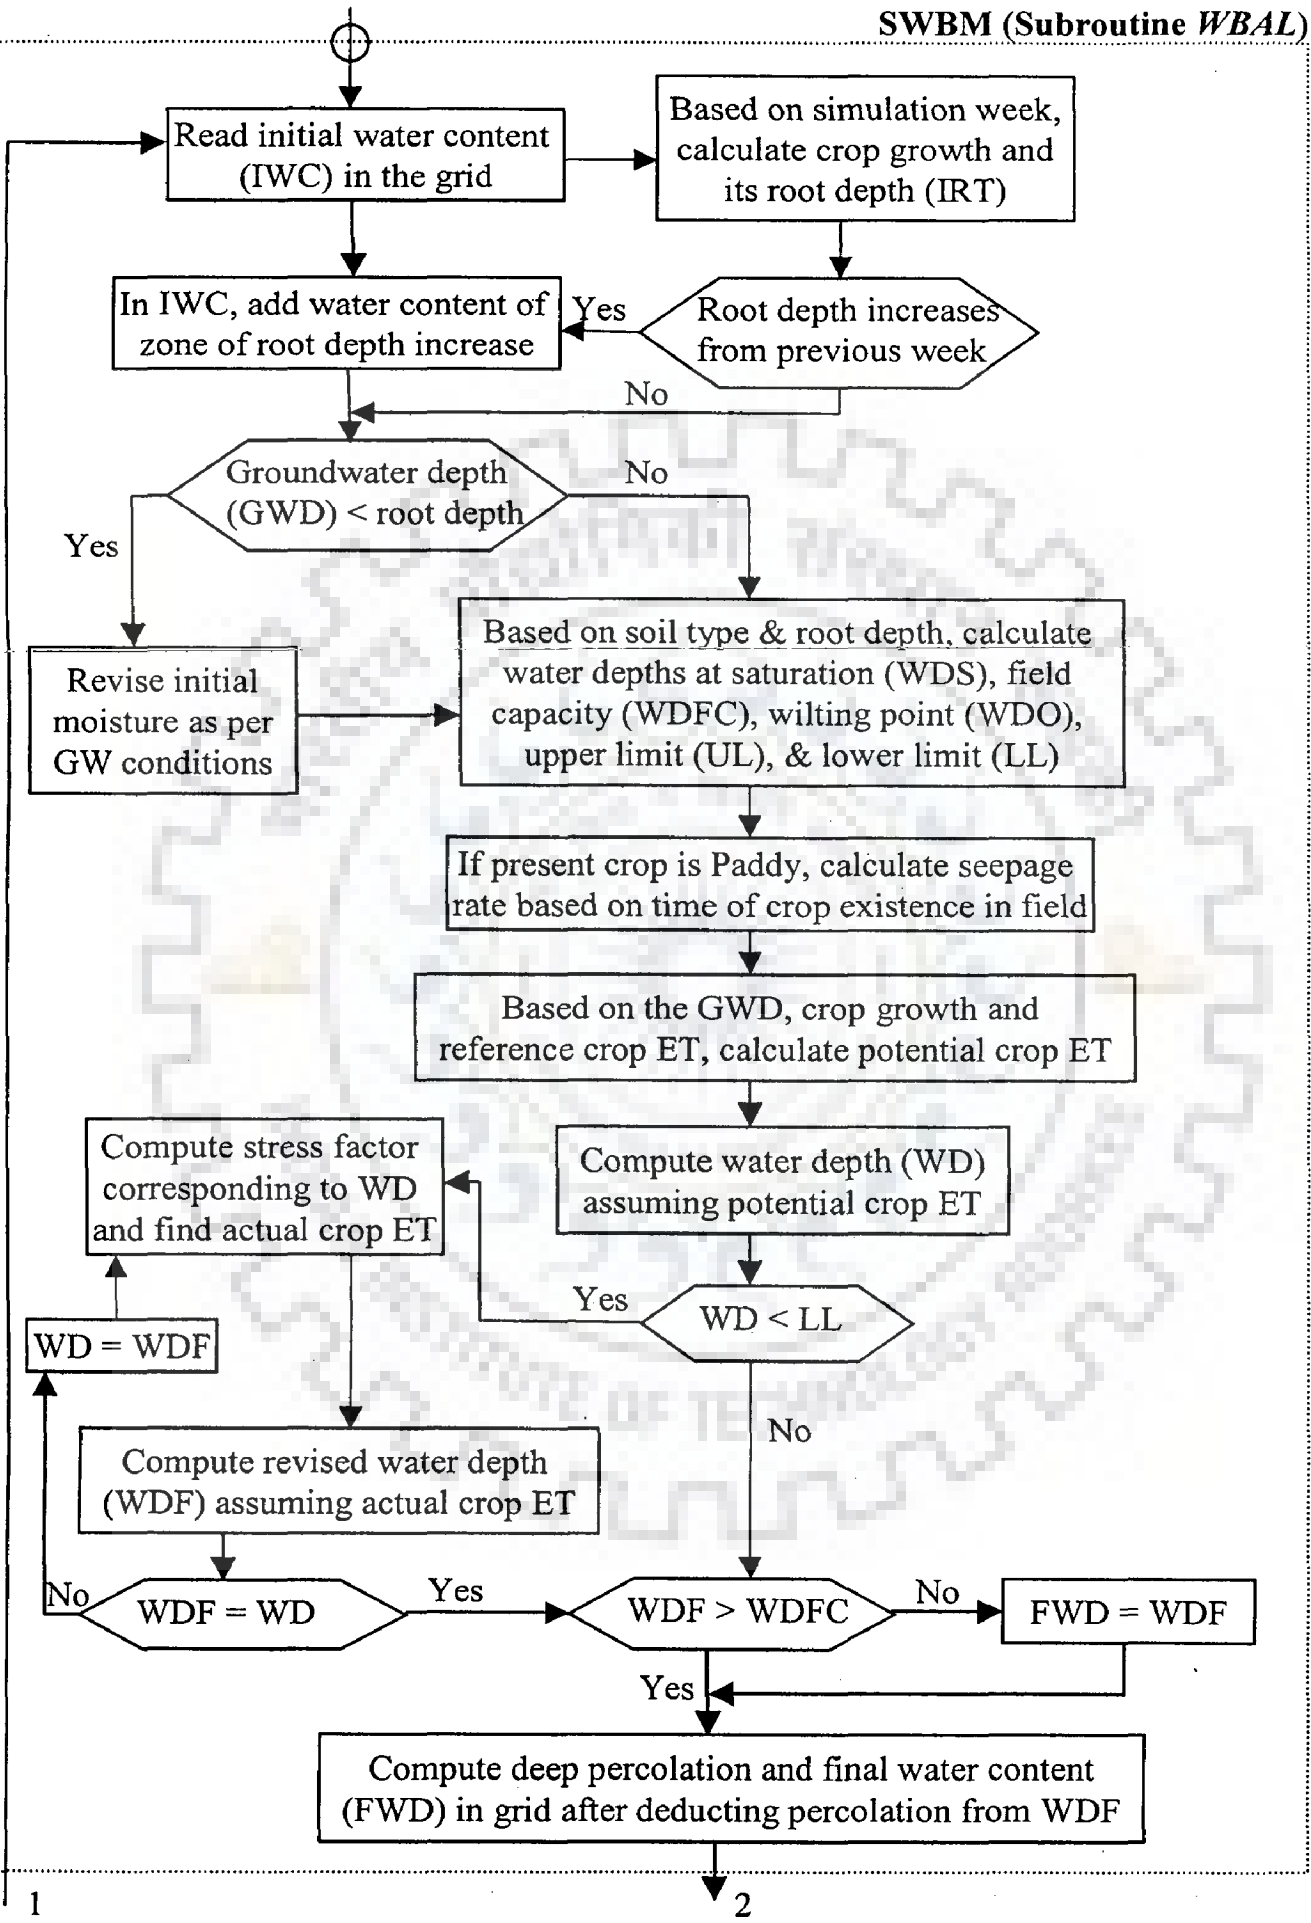 SWBM (Subroutine WBAL)
Read initial water content
(IWC) in the grid
Based on simulation week,
calculate crop growth and
its root depth (IRT)
In IWC, add water content of
zone of root depth increase
Yes
Root depth increases
from previous week
No
Groundwater depth
(GWD) < root depth
No
Yes
Revise initial
moisture as per
GW conditions
Based on soil type & root depth, calculate
water depths at saturation (WDS), field
capacity (WDFC), wilting point (WDO),
upper limit (UL), & lower limit (LL)
If present crop is Paddy, calculate seepage
rate based on time of crop existence in field
Based on the GWD, crop growth and
reference crop ET, calculate potential crop ET
Compute stress factor
corresponding to WD
and find actual crop ET
Compute water depth (WD)
assuming potential crop ET
Yes
WD < LL
WD = WDF
No
Compute revised water depth
(WDF) assuming actual crop ET
No
WDF = WD
Yes
WDF > WDFC
No
FWD = WDF
Yes
Compute deep percolation and final water content
(FWD) in grid after deducting percolation from WDF
1
2